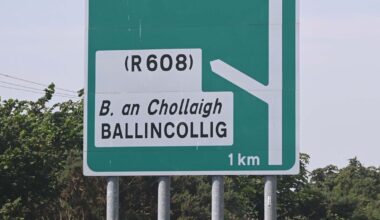 (R608)
B. an Chollaigh
BALLINCOLLIG
1 km